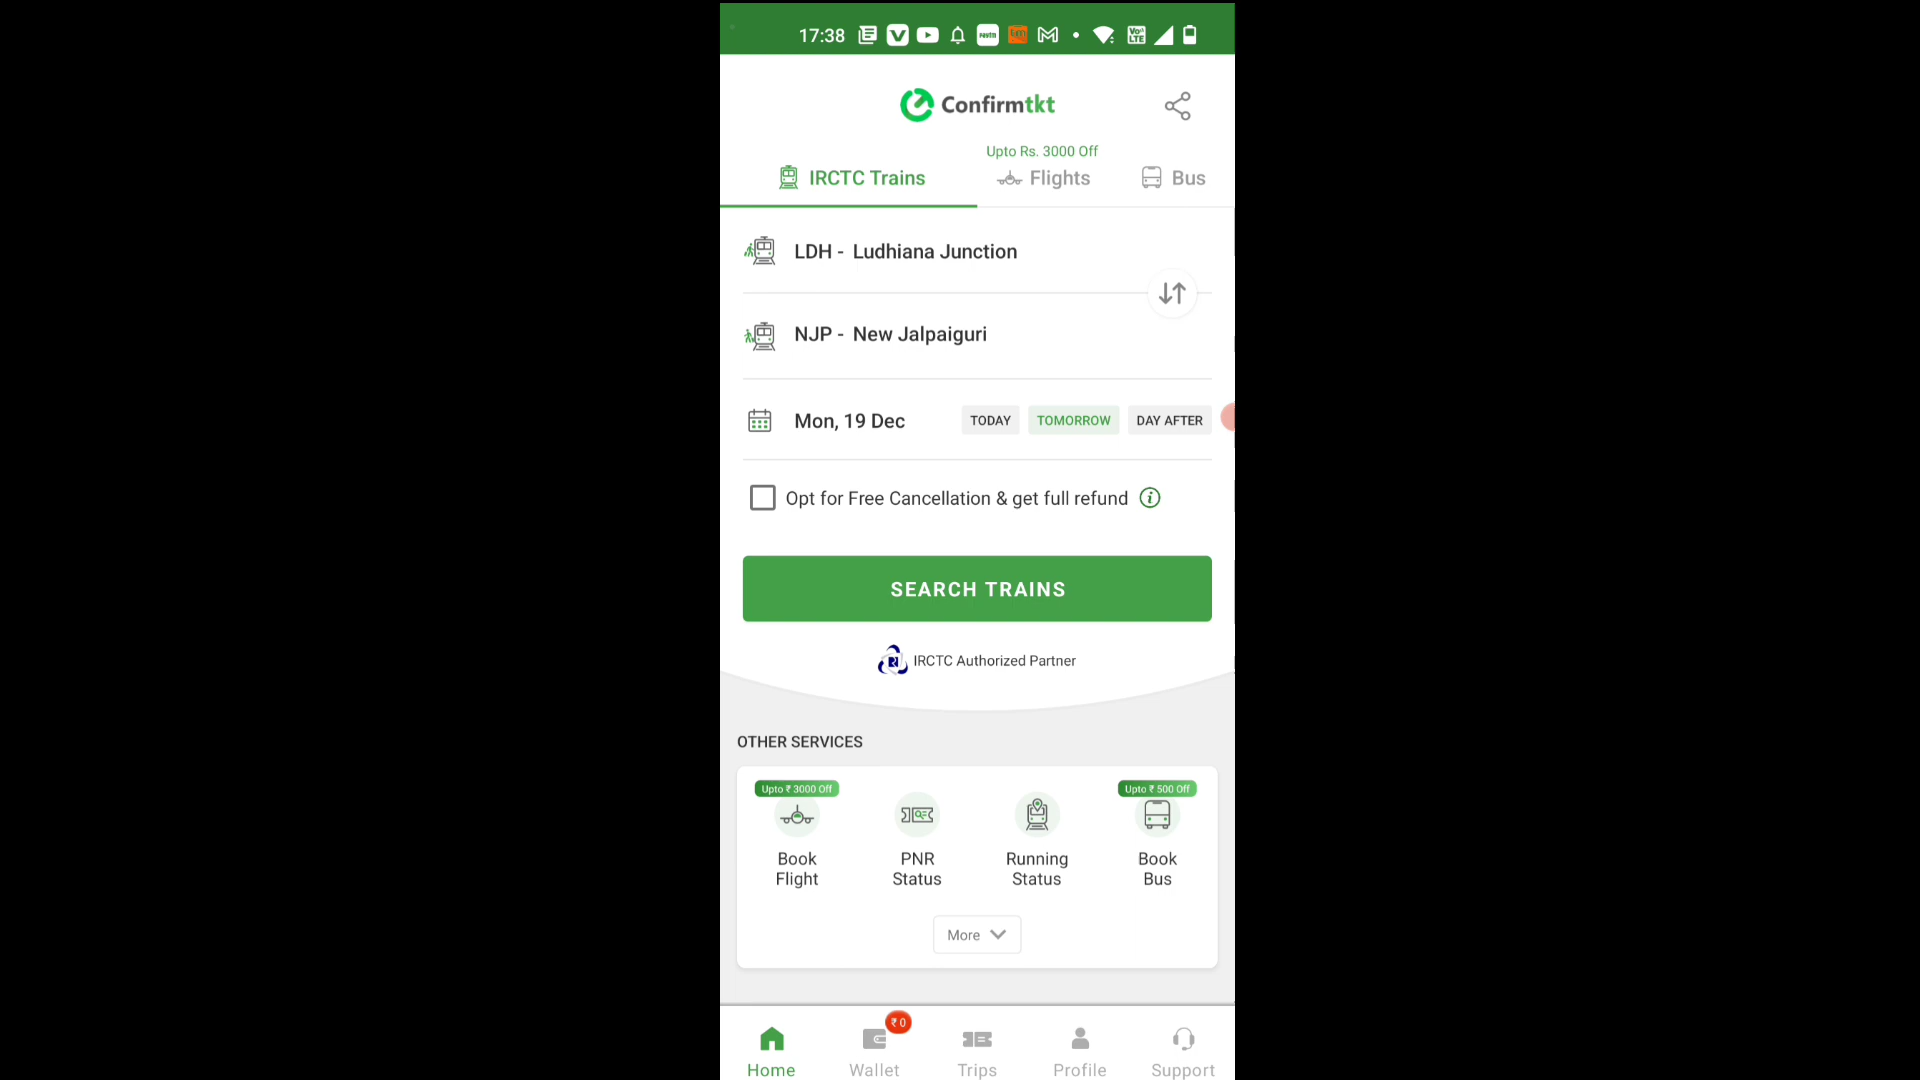 17:38
Confirmtkt
Upto Rs. 3000 Off
IRCTC Trains Flights Bus
LDH - Ludhiana Junction
NJP - New Jalpaiguri
Mon, 19 Dec TODAY TOMORROW DAY AFTER
Opt for Free Cancellation & get full refund
SEARCH TRAINS
IRCTC Authorized Partner
OTHER SERVICES
Upto ₹ 3000 Off Upto ₹ 500 Off
Book PNR Running Book
Flight Status Status Bus
More
₹ 0
Home Wallet Trips Profile Support